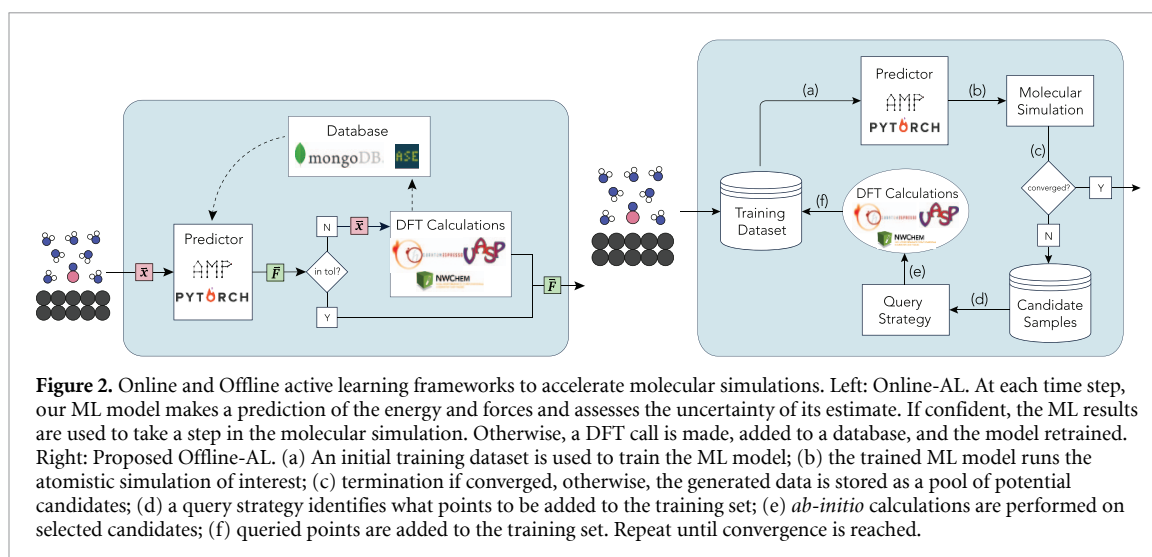 Database
mongoDB.
ASE
x̄
Predictor
AMP
PYTORCH
F̄
in tol?
N
x̄
DFT Calculations
QUANTUMESPRESSO
VASP
NWCHEM
Y
F̄
(a)
Predictor
AMP
PYTORCH
(b)
Molecular
Simulation
(c)
converged?
Y
N
Training
Dataset
(f)
DFT Calculations
QUANTUMESPRESSO
VASP
NWCHEM
(e)
Query
Strategy
(d)
Candidate
Samples
Figure 2. Online and Offline active learning frameworks to accelerate molecular simulations. Left: Online-AL. At each time step,
our ML model makes a prediction of the energy and forces and assesses the uncertainty of its estimate. If confident, the ML results
are used to take a step in the molecular simulation. Otherwise, a DFT call is made, added to a database, and the model retrained.
Right: Proposed Offline-AL. (a) An initial training dataset is used to train the ML model; (b) the trained ML model runs the
atomistic simulation of interest; (c) termination if converged, otherwise, the generated data is stored as a pool of potential
candidates; (d) a query strategy identifies what points to be added to the training set; (e) ab-initio calculations are performed on
selected candidates; (f) queried points are added to the training set. Repeat until convergence is reached.